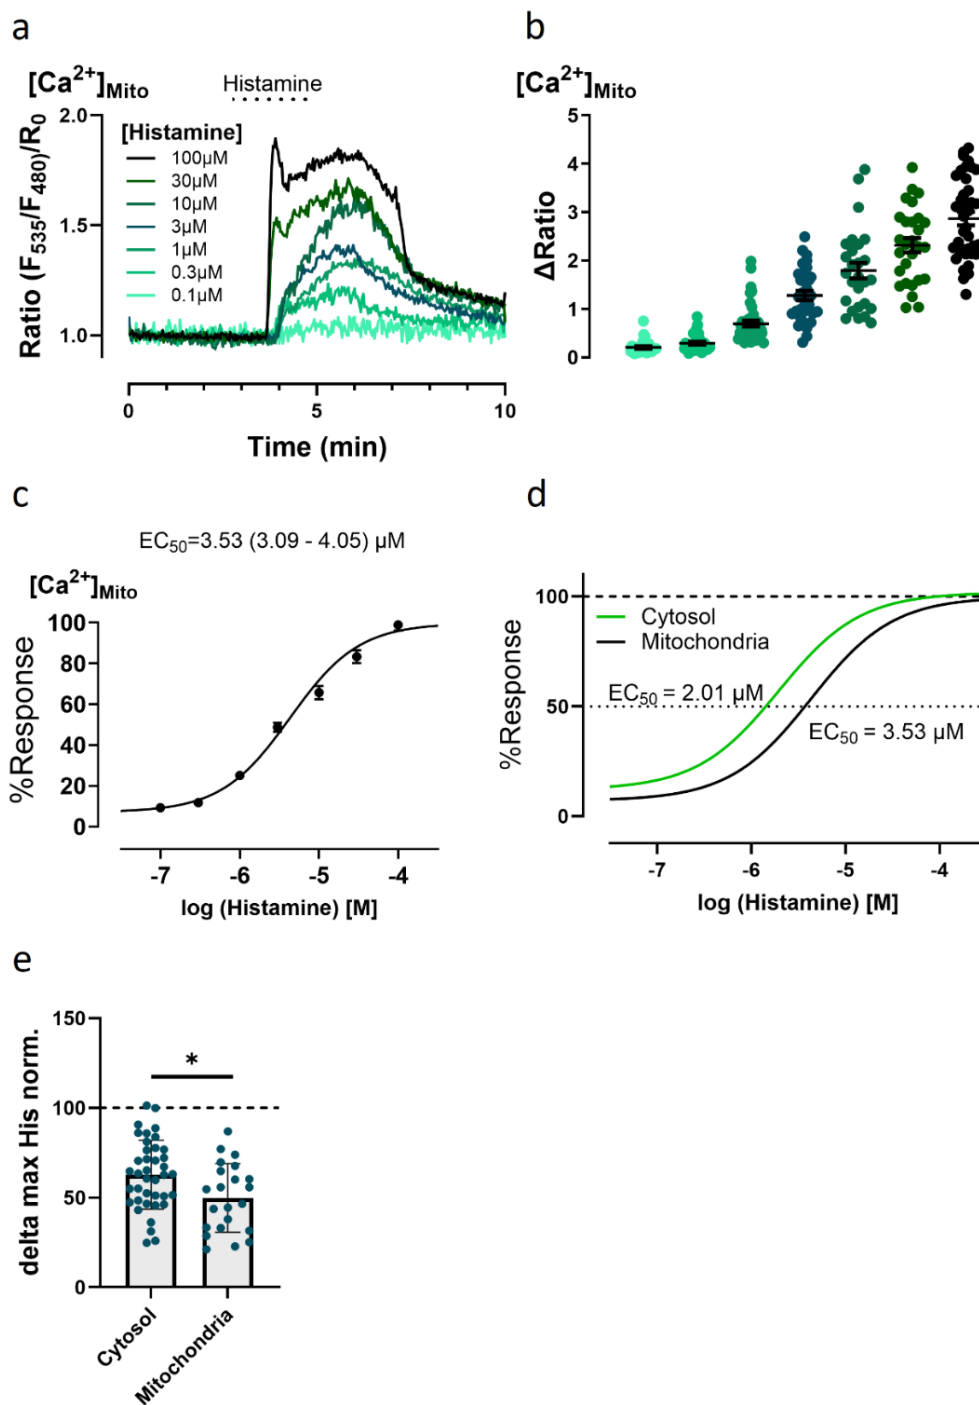 a
[Ca²⁺]Mito
Histamine
Ratio (F₅₃₅/F₄₈₀)/R₀
2.0
1.5
1.0
[Histamine]
100µM
30µM
10µM
3µM
1µM
0.3µM
0.1µM
0
5
10
Time (min)
b
[Ca²⁺]Mito
ΔRatio
5
4
3
2
1
0
c
EC₅₀=3.53 (3.09 - 4.05) µM
[Ca²⁺]Mito
%Response
100
80
60
40
20
0
-7
-6
-5
-4
log (Histamine) [M]
d
%Response
100
50
0
Cytosol
Mitochondria
EC₅₀ = 2.01 µM
EC₅₀ = 3.53 µM
-7
-6
-5
-4
log (Histamine) [M]
e
delta max His norm.
150
100
50
0
*
Cytosol
Mitochondria